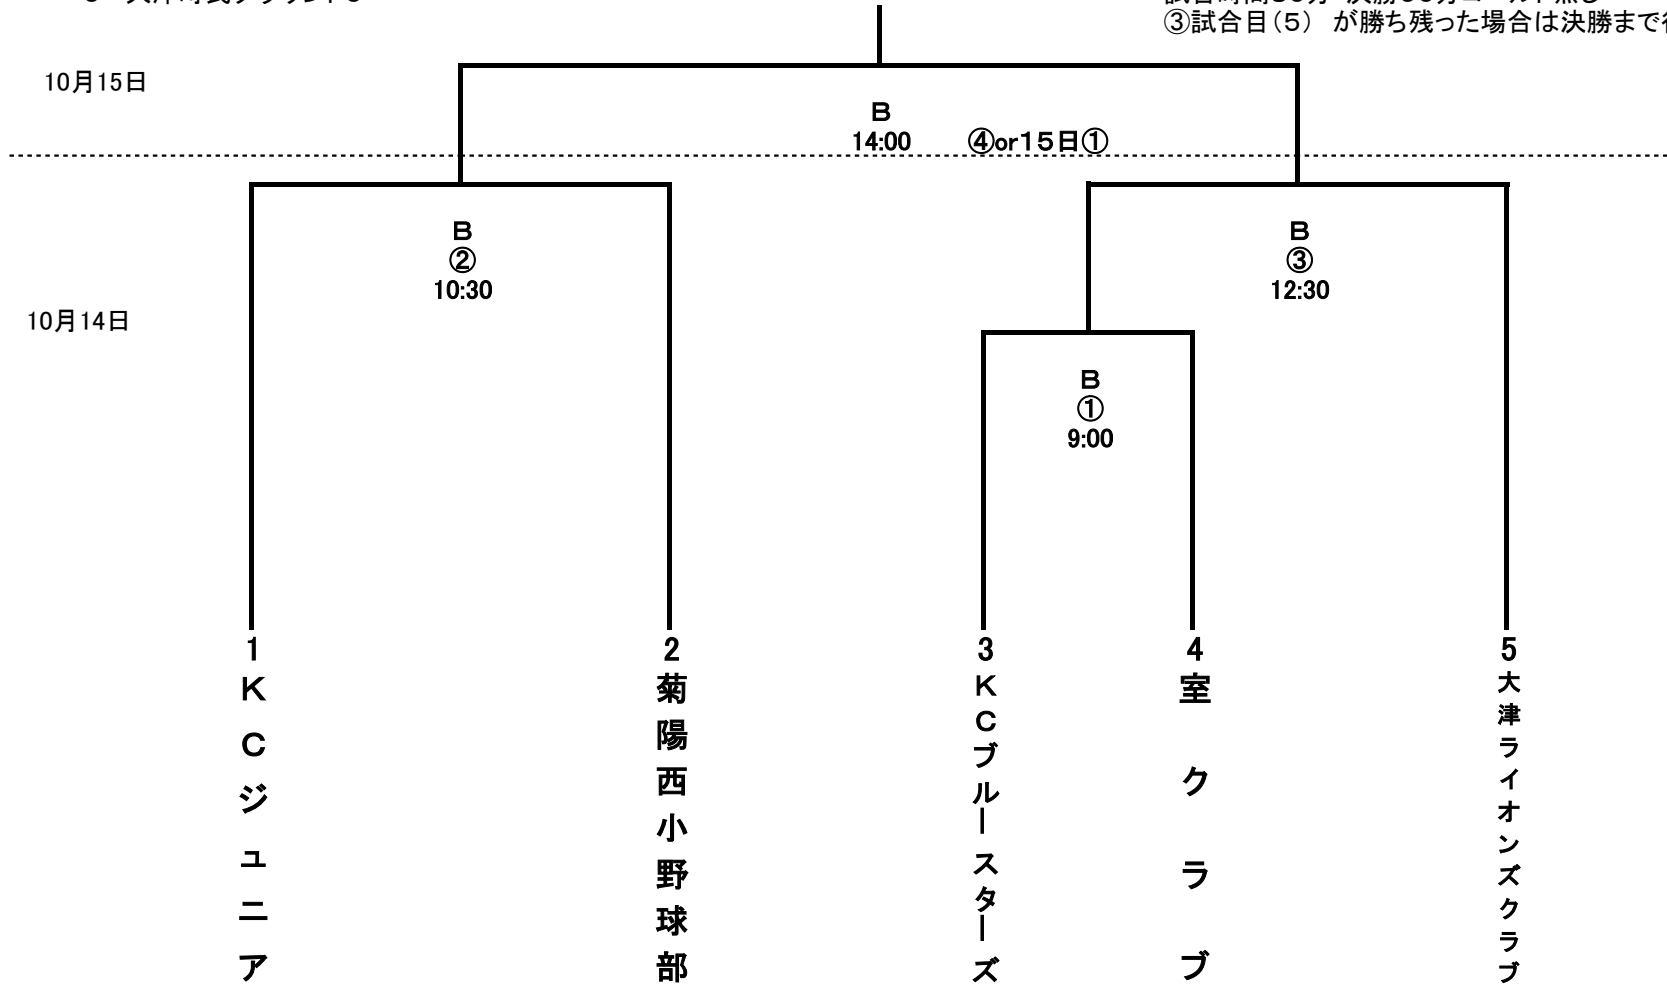 ③試合目(5) が勝ち残った場合は決勝まで
10月15日
B
14:00 ④or15日①
B
②
10:30
B
③
12:30
10月14日
B
①
9:00
1
KCジュニア
2
菊陽西小野球部
3
KCブルースターズ
4
室クラブ
5
大津ライオンズクラブ